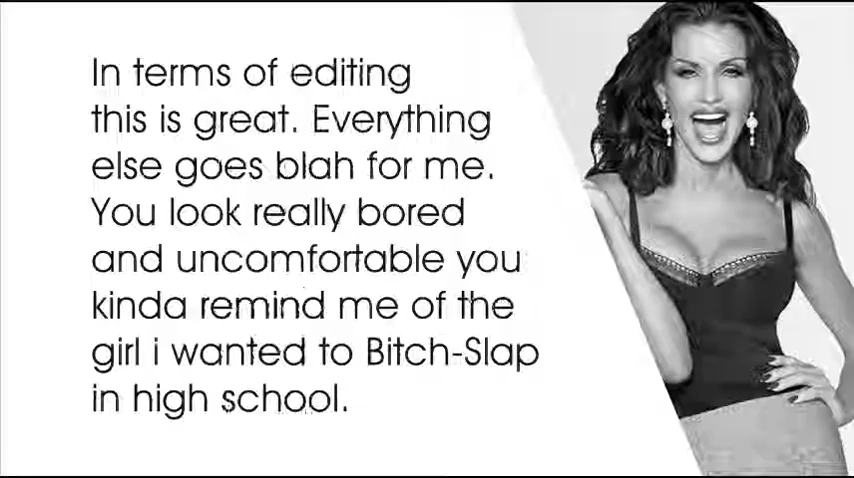 In terms of editing
this is great. Everything
else goes blah for me.
You look really bored
and uncomfortable you
kinda remind me of the
girl i wanted to Bitch-Slap
in high school.